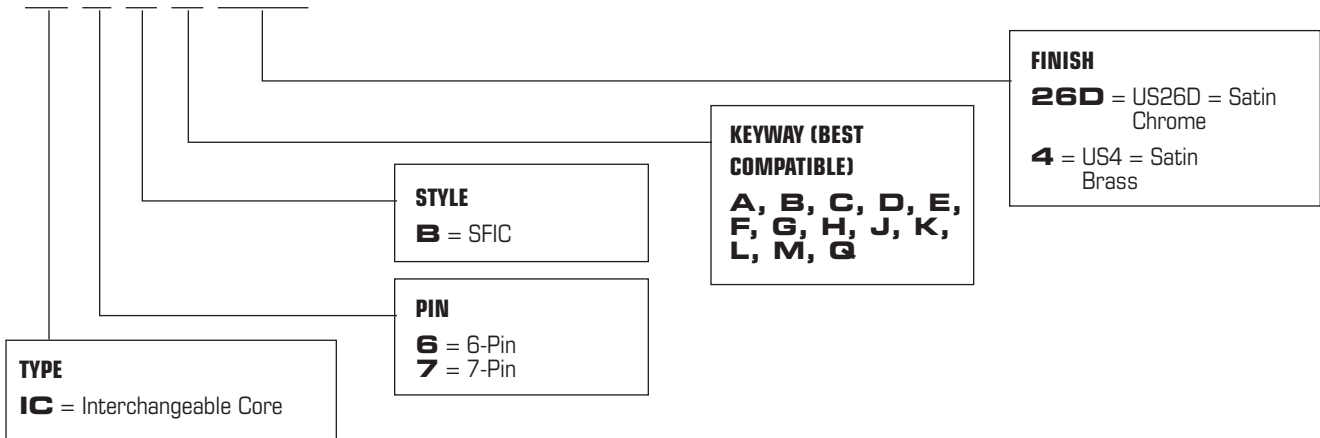 FINISH
26D = US26D = Satin
Chrome
4 = US4 = Satin
Brass
KEYWAY (BEST
COMPATIBLE)
A, B, C, D, E,
F, G, H, J, K,
L, M, Q
STYLE
B = SFIC
PIN
6 = 6-Pin
7 = 7-Pin
TYPE
IC = Interchangeable Core